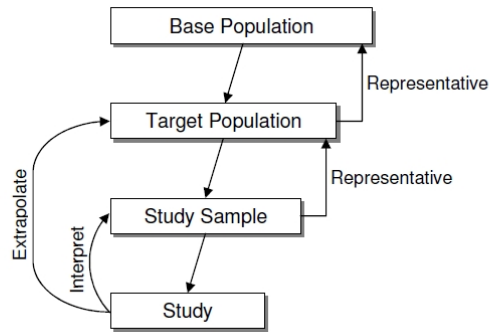 Base Population
Representative
Target Population
Representative
Study Sample
Extrapolate
Interpret
Study